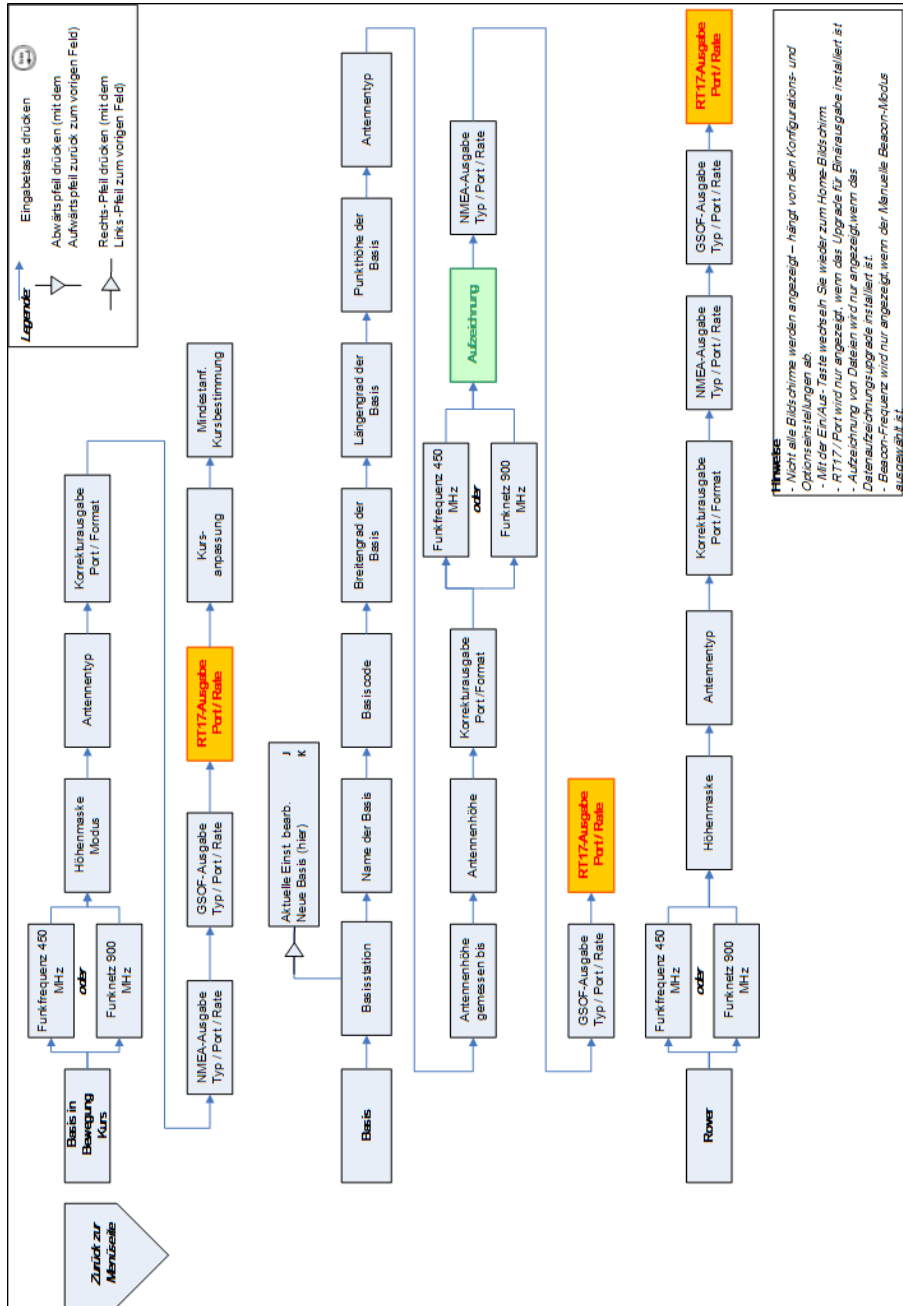 Legender
Eingabetaste drücken
Abwärtspfeil drücken (mit dem
Aufwärtspfeil zurück zum vorigen Feld)
Rechts-Pfeil drücken (mit dem
Links-Pfeil zum vorigen Feld)
Zurück zur
Menüseite
Basis in
Bewegung
Kurs
Funkfrequenz 450
MHz
oder
Funknetz 900
MHz
Höhenmaske
Modus
Antennentyp
Korrekturausgabe
Port / Format
NMEA-Ausgabe
Typ / Port / Rate
GSOF-Ausgabe
Typ / Port / Rate
RT17-Ausgabe
Port / Rate
Kurs-
anpassung
Mindestanf.
Kursbestimmung
Aktuelle Einst. bearb. J
Neue Basis (hier) K
Basis
Basisstation
Name der Basis
Basiscode
Breitengrad der
Basis
Längengrad der
Basis
Punkthöhe der
Basis
Antennentyp
Antennenhöhe
gemessen bis
Antennenhöhe
Korrekturausgabe
Port /Format
Funkfrequenz 450
MHz
oder
Funknetz 900
MHz
Aufzeichnung
NMEA-Ausgabe
Typ / Port / Rate
GSOF-Ausgabe
Typ / Port / Rate
RT17-Ausgabe
Port / Rate
Rover
Funkfrequenz 450
MHz
oder
Funknetz 900
MHz
Höhenmaske
Antennentyp
Korrekturausgabe
Port / Format
NMEA-Ausgabe
Typ / Port / Rate
GSOF-Ausgabe
Typ / Port / Rate
RT17-Ausgabe
Port / Rate
Hinweise
- Nicht alle Bildschirme werden angezeigt – hängt von den Konfigurations- und
Optionseinstellungen ab.
- Mit der Ein/Aus- Taste wechseln Sie wieder zum Home-Bildschirm.
- RT17 / Port wird nur angezeigt, wenn das Upgrade für Binärausgabe installiert ist
- Aufzeichnung von Dateien wird nur angezeigt,wenn das
Datenaufzeichnungsupgrade installiert ist.
- Beacon-Frequenz wird nur angezeigt,wenn der Manuelle Beacon-Modus
ausgewählt ist.